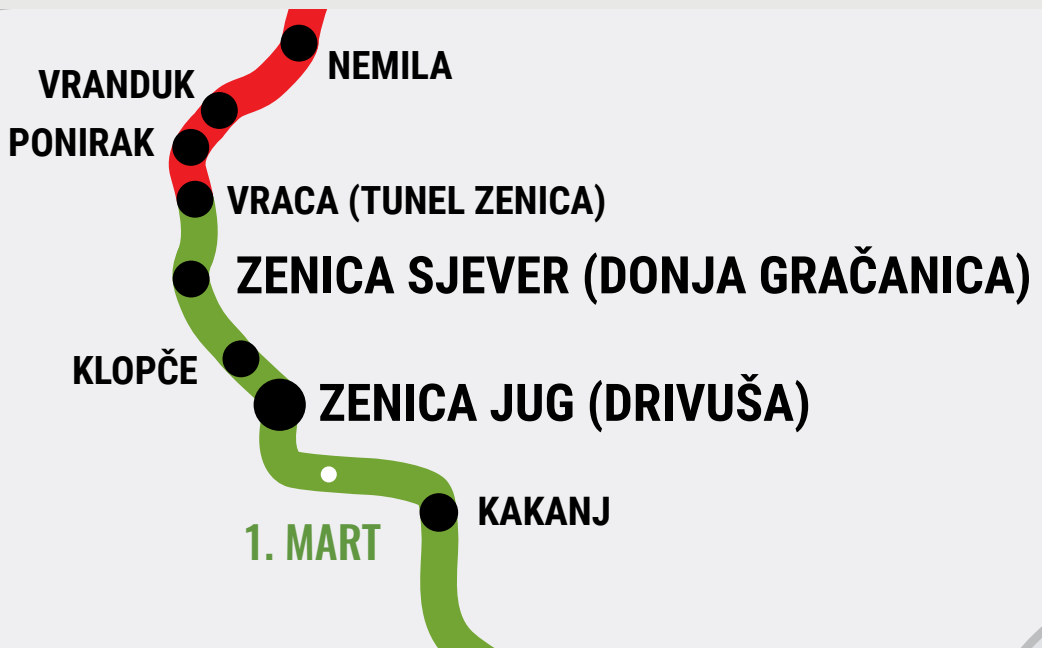 NEMILA
VRANDUK
PONIRAK
VRACA (TUNEL ZENICA)
ZENICA SJEVER (DONJA GRAČANICA)
KLOPČE
ZENICA JUG (DRIVUŠA)
KAKANJ
1. MART